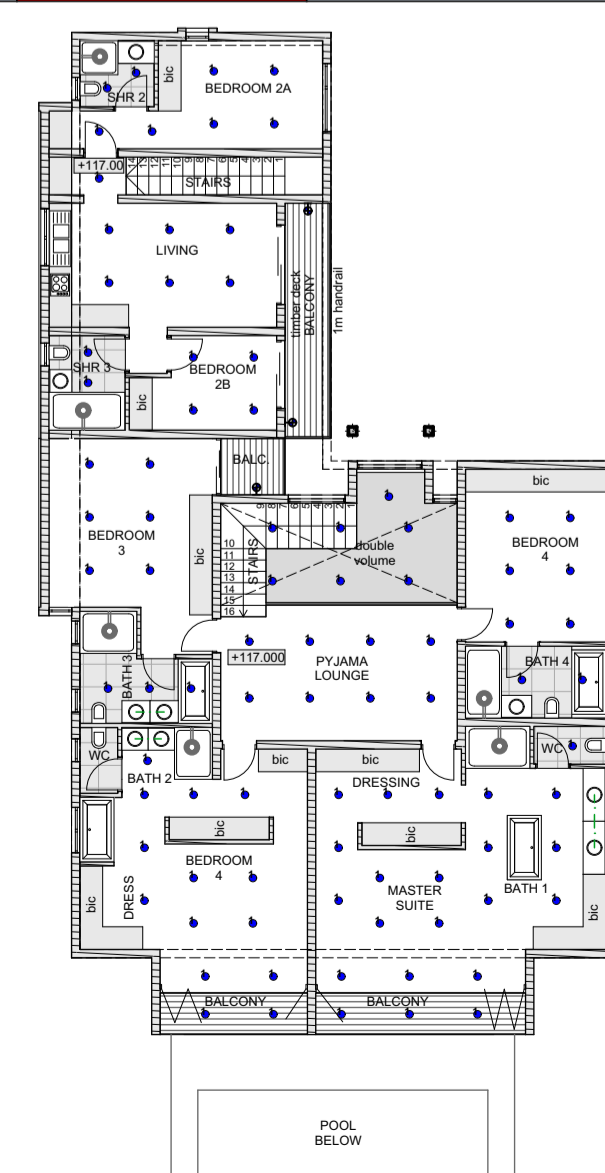 bic
BEDROOM 2A
SHR 2
+117.00
14 13 12 11 10 9 8 7 6 5 4 3 2 1
STAIRS
LIVING
timber deck
BALCONY
1m handrail
SHR 3
BEDROOM
2B
bic
BALC.
bic
BEDROOM
3
bic
9 8 7 6 5 4 3 2 1
10
11
12
13
14
15
16
STAIRS
double
volume
BEDROOM
4
+117.000
PYJAMA
LOUNGE
BATH 3
BATH 4
WC
BATH 2
bic
bic
DRESSING
WC
bic
bic
BEDROOM
4
DRESS
bic
MASTER
SUITE
BATH 1
bic
BALCONY
BALCONY
POOL
BELOW